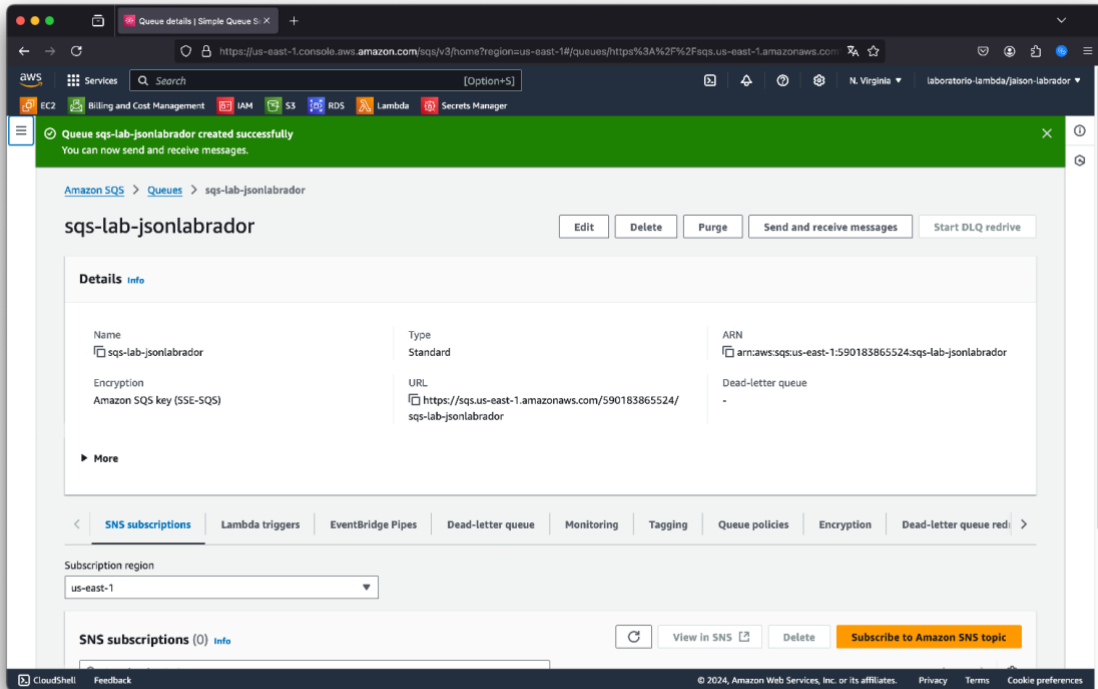 Queue details | Simple Queue S
https://us-east-1.console.aws.amazon.com/sqs/v3/home?region=us-east-1#/queues/https%3A%2F%2Fsqs.us-east-1.amazonaws.com
aws
Services
Search
[Option+S]
N. Virginia
laboratorio-lambda/jaison-labrador
EC2
Billing and Cost Management
IAM
S3
RDS
Lambda
Secrets Manager
Queue sqs-lab-jsonlabrador created successfully
You can now send and receive messages.
Amazon SQS > Queues > sqs-lab-jsonlabrador
sqs-lab-jsonlabrador
Edit
Delete
Purge
Send and receive messages
Start DLQ redrive
Details Info
Name
sqs-lab-jsonlabrador
Type
Standard
ARN
arn:aws:sqs:us-east-1:590183865524:sqs-lab-jsonlabrador
Encryption
Amazon SQS key (SSE-SQS)
URL
https://sqs.us-east-1.amazonaws.com/590183865524/
sqs-lab-jsonlabrador
Dead-letter queue
-
More
SNS subscriptions
Lambda triggers
EventBridge Pipes
Dead-letter queue
Monitoring
Tagging
Queue policies
Encryption
Dead-letter queue red
Subscription region
us-east-1
SNS subscriptions (0) Info
View in SNS
Delete
Subscribe to Amazon SNS topic
CloudShell
Feedback
© 2024, Amazon Web Services, Inc. or its affiliates.
Privacy
Terms
Cookie preferences